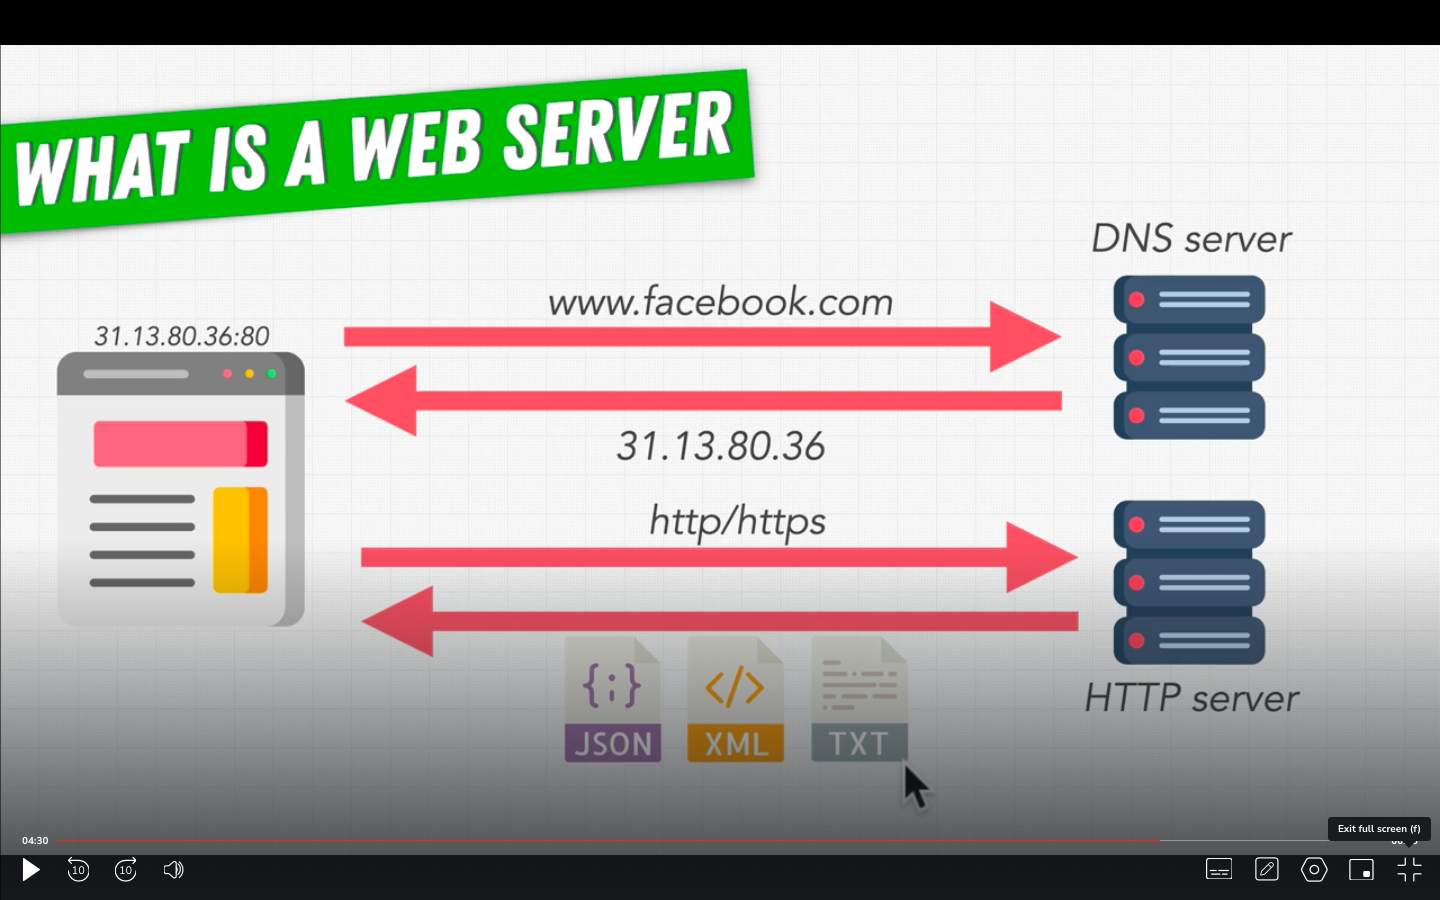 WHAT IS A WEB SERVER
DNS server
www.facebook.com
31.13.80.36:80
31.13.80.36
http/https
{;}
</>
JSON
XML
TXT
HTTP server
Exit full screen (f)
04:30
10
10